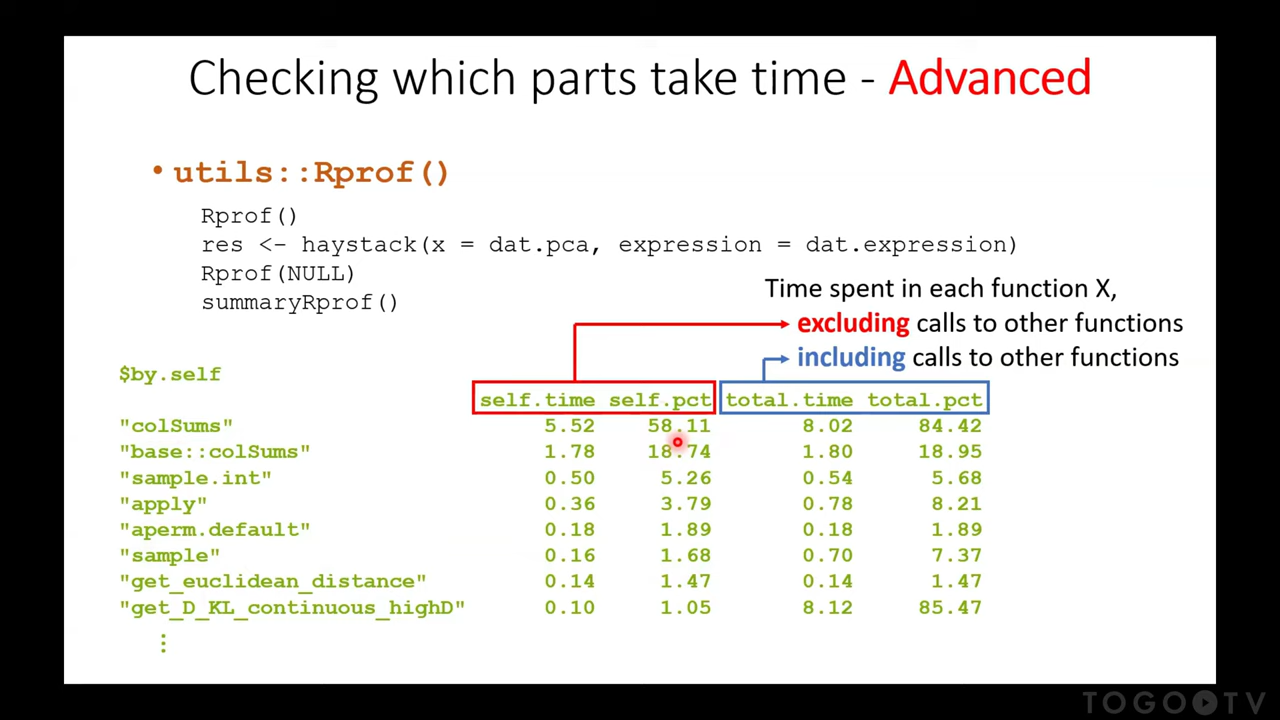 Checking which parts take time - Advanced
• utils::Rprof()
Rprof()
res <- haystack(x = dat.pca, expression = dat.expression)
Rprof(NULL)
summaryRprof()
Time spent in each function X,
excluding calls to other functions
including calls to other functions
$by.self
self.time self.pct total.time total.pct
"colSums" 5.52 58.11 8.02 84.42
"base::colSums" 1.78 18.74 1.80 18.95
"sample.int" 0.50 5.26 0.54 5.68
"apply" 0.36 3.79 0.78 8.21
"aperm.default" 0.18 1.89 0.18 1.89
"sample" 0.16 1.68 0.70 7.37
"get_euclidean_distance" 0.14 1.47 0.14 1.47
"get_D_KL_continuous_highD" 0.10 1.05 8.12 85.47
⋮
TOGOTV